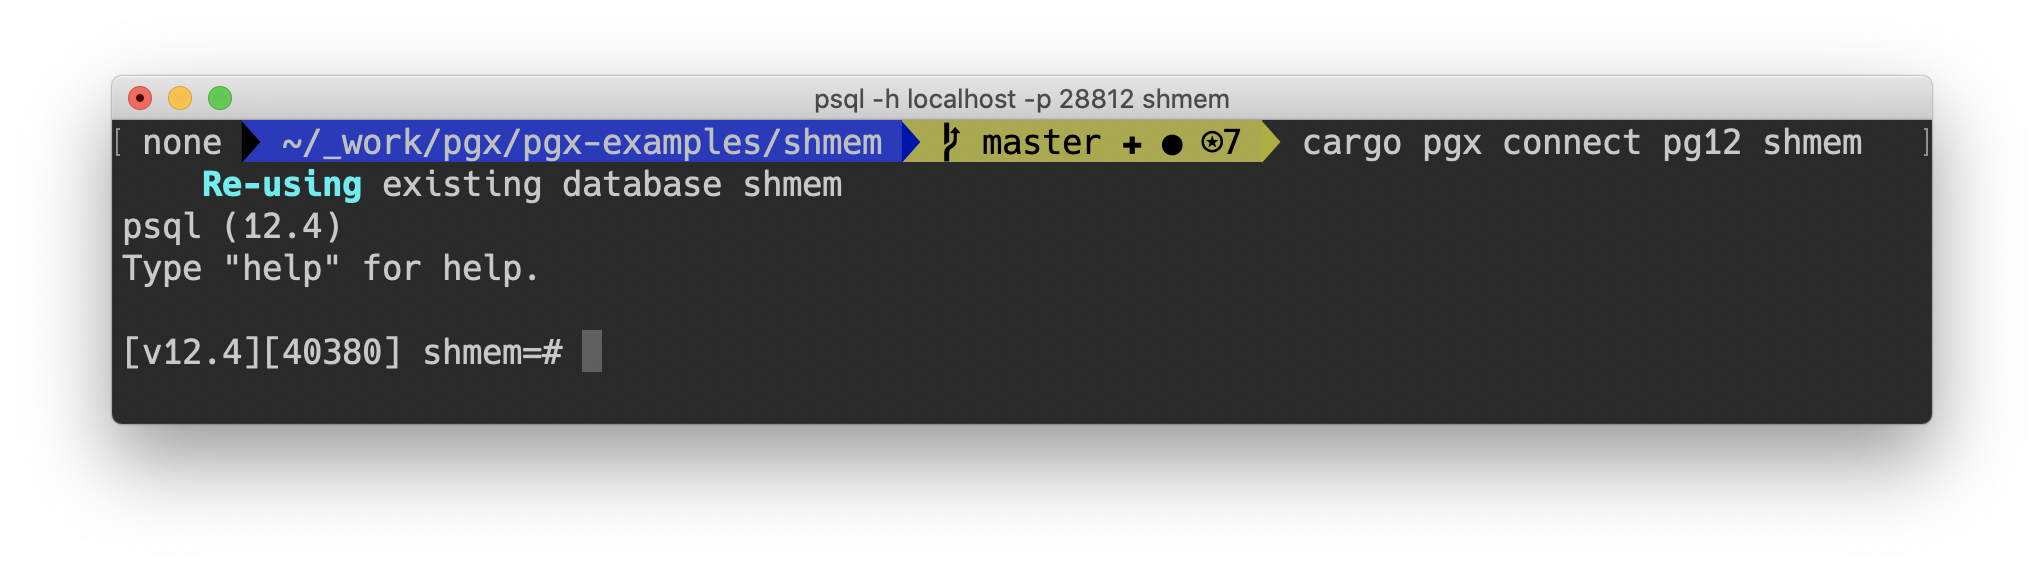 psql -h localhost -p 28812 shmem
[ none ~/_work/pgx/pgx-examples/shmem master ✚ ● ⍟7 cargo pgx connect pg12 shmem ]
Re-using existing database shmem
psql (12.4)
Type "help" for help.
[v12.4][40380] shmem=#